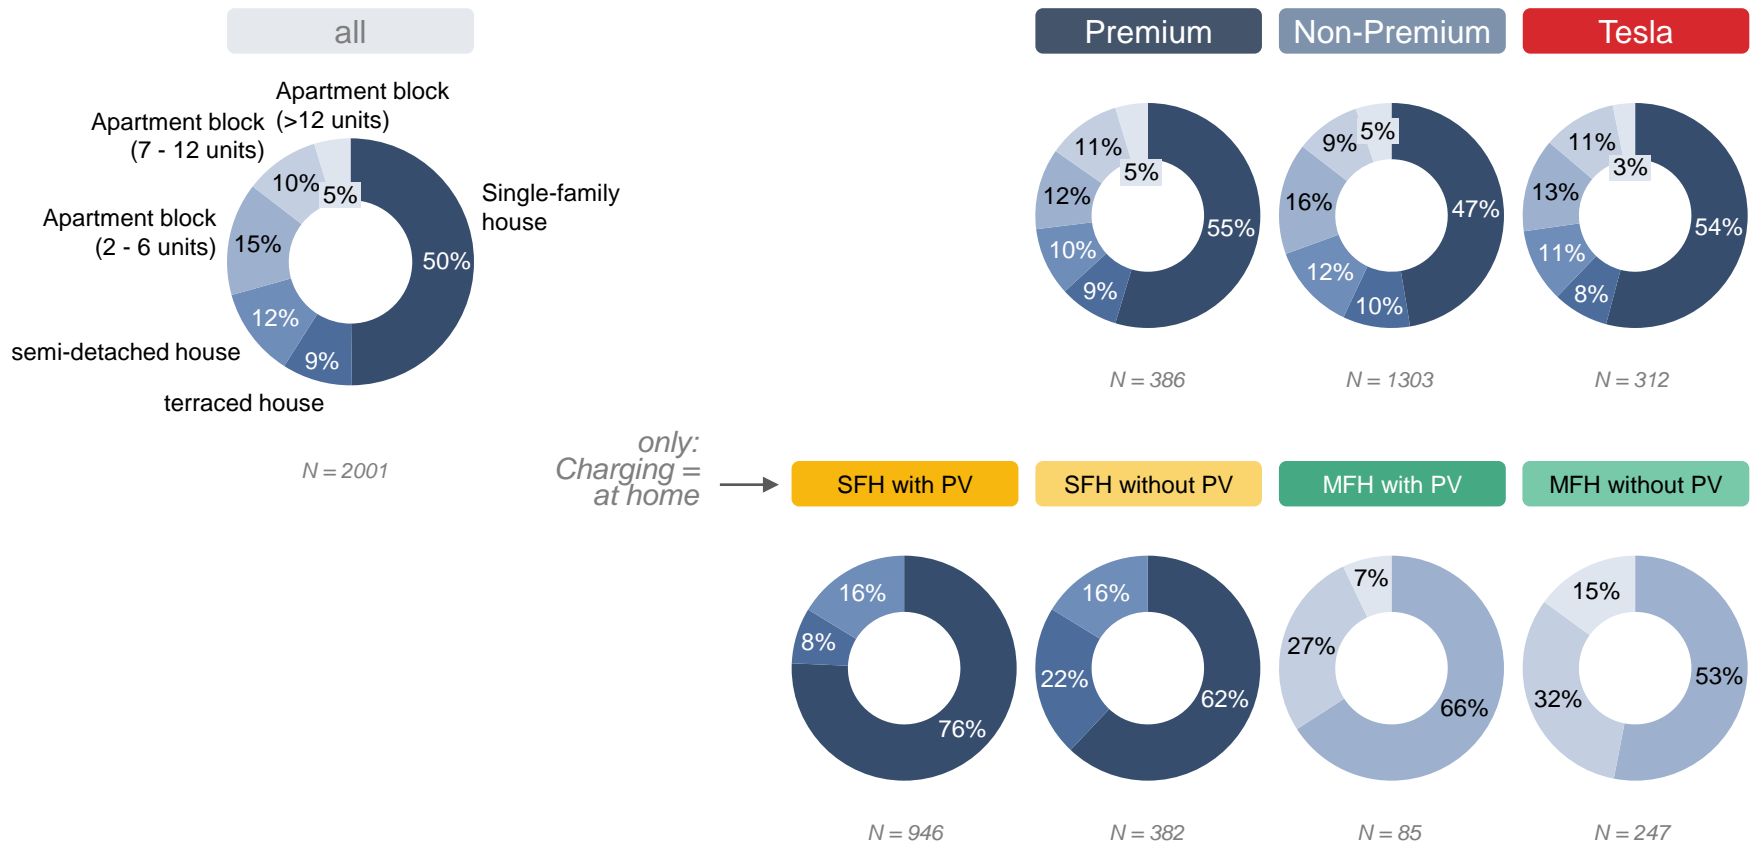 all
Premium
Non-Premium
Tesla
Apartment block
(>12 units)
Apartment block
(7 - 12 units)
Apartment block
(2 - 6 units)
Single-family
house
semi-detached house
terraced house
10%
5%
15%
50%
12%
9%
N = 2001
11%
5%
12%
55%
10%
9%
N = 386
9%
5%
16%
47%
12%
10%
N = 1303
11%
3%
13%
54%
11%
8%
N = 312
only:
Charging =
at home
SFH with PV
SFH without PV
MFH with PV
MFH without PV
16%
8%
76%
N = 946
16%
22%
62%
N = 382
7%
27%
66%
N = 85
15%
32%
53%
N = 247